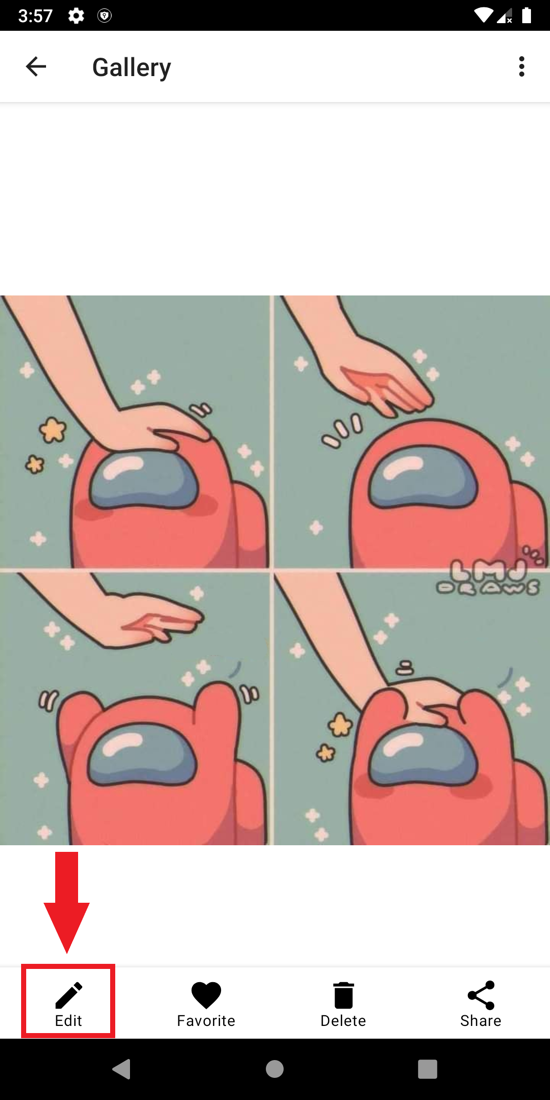 3:57
Gallery
LMJ
DRAWS
Edit
Favorite
Delete
Share